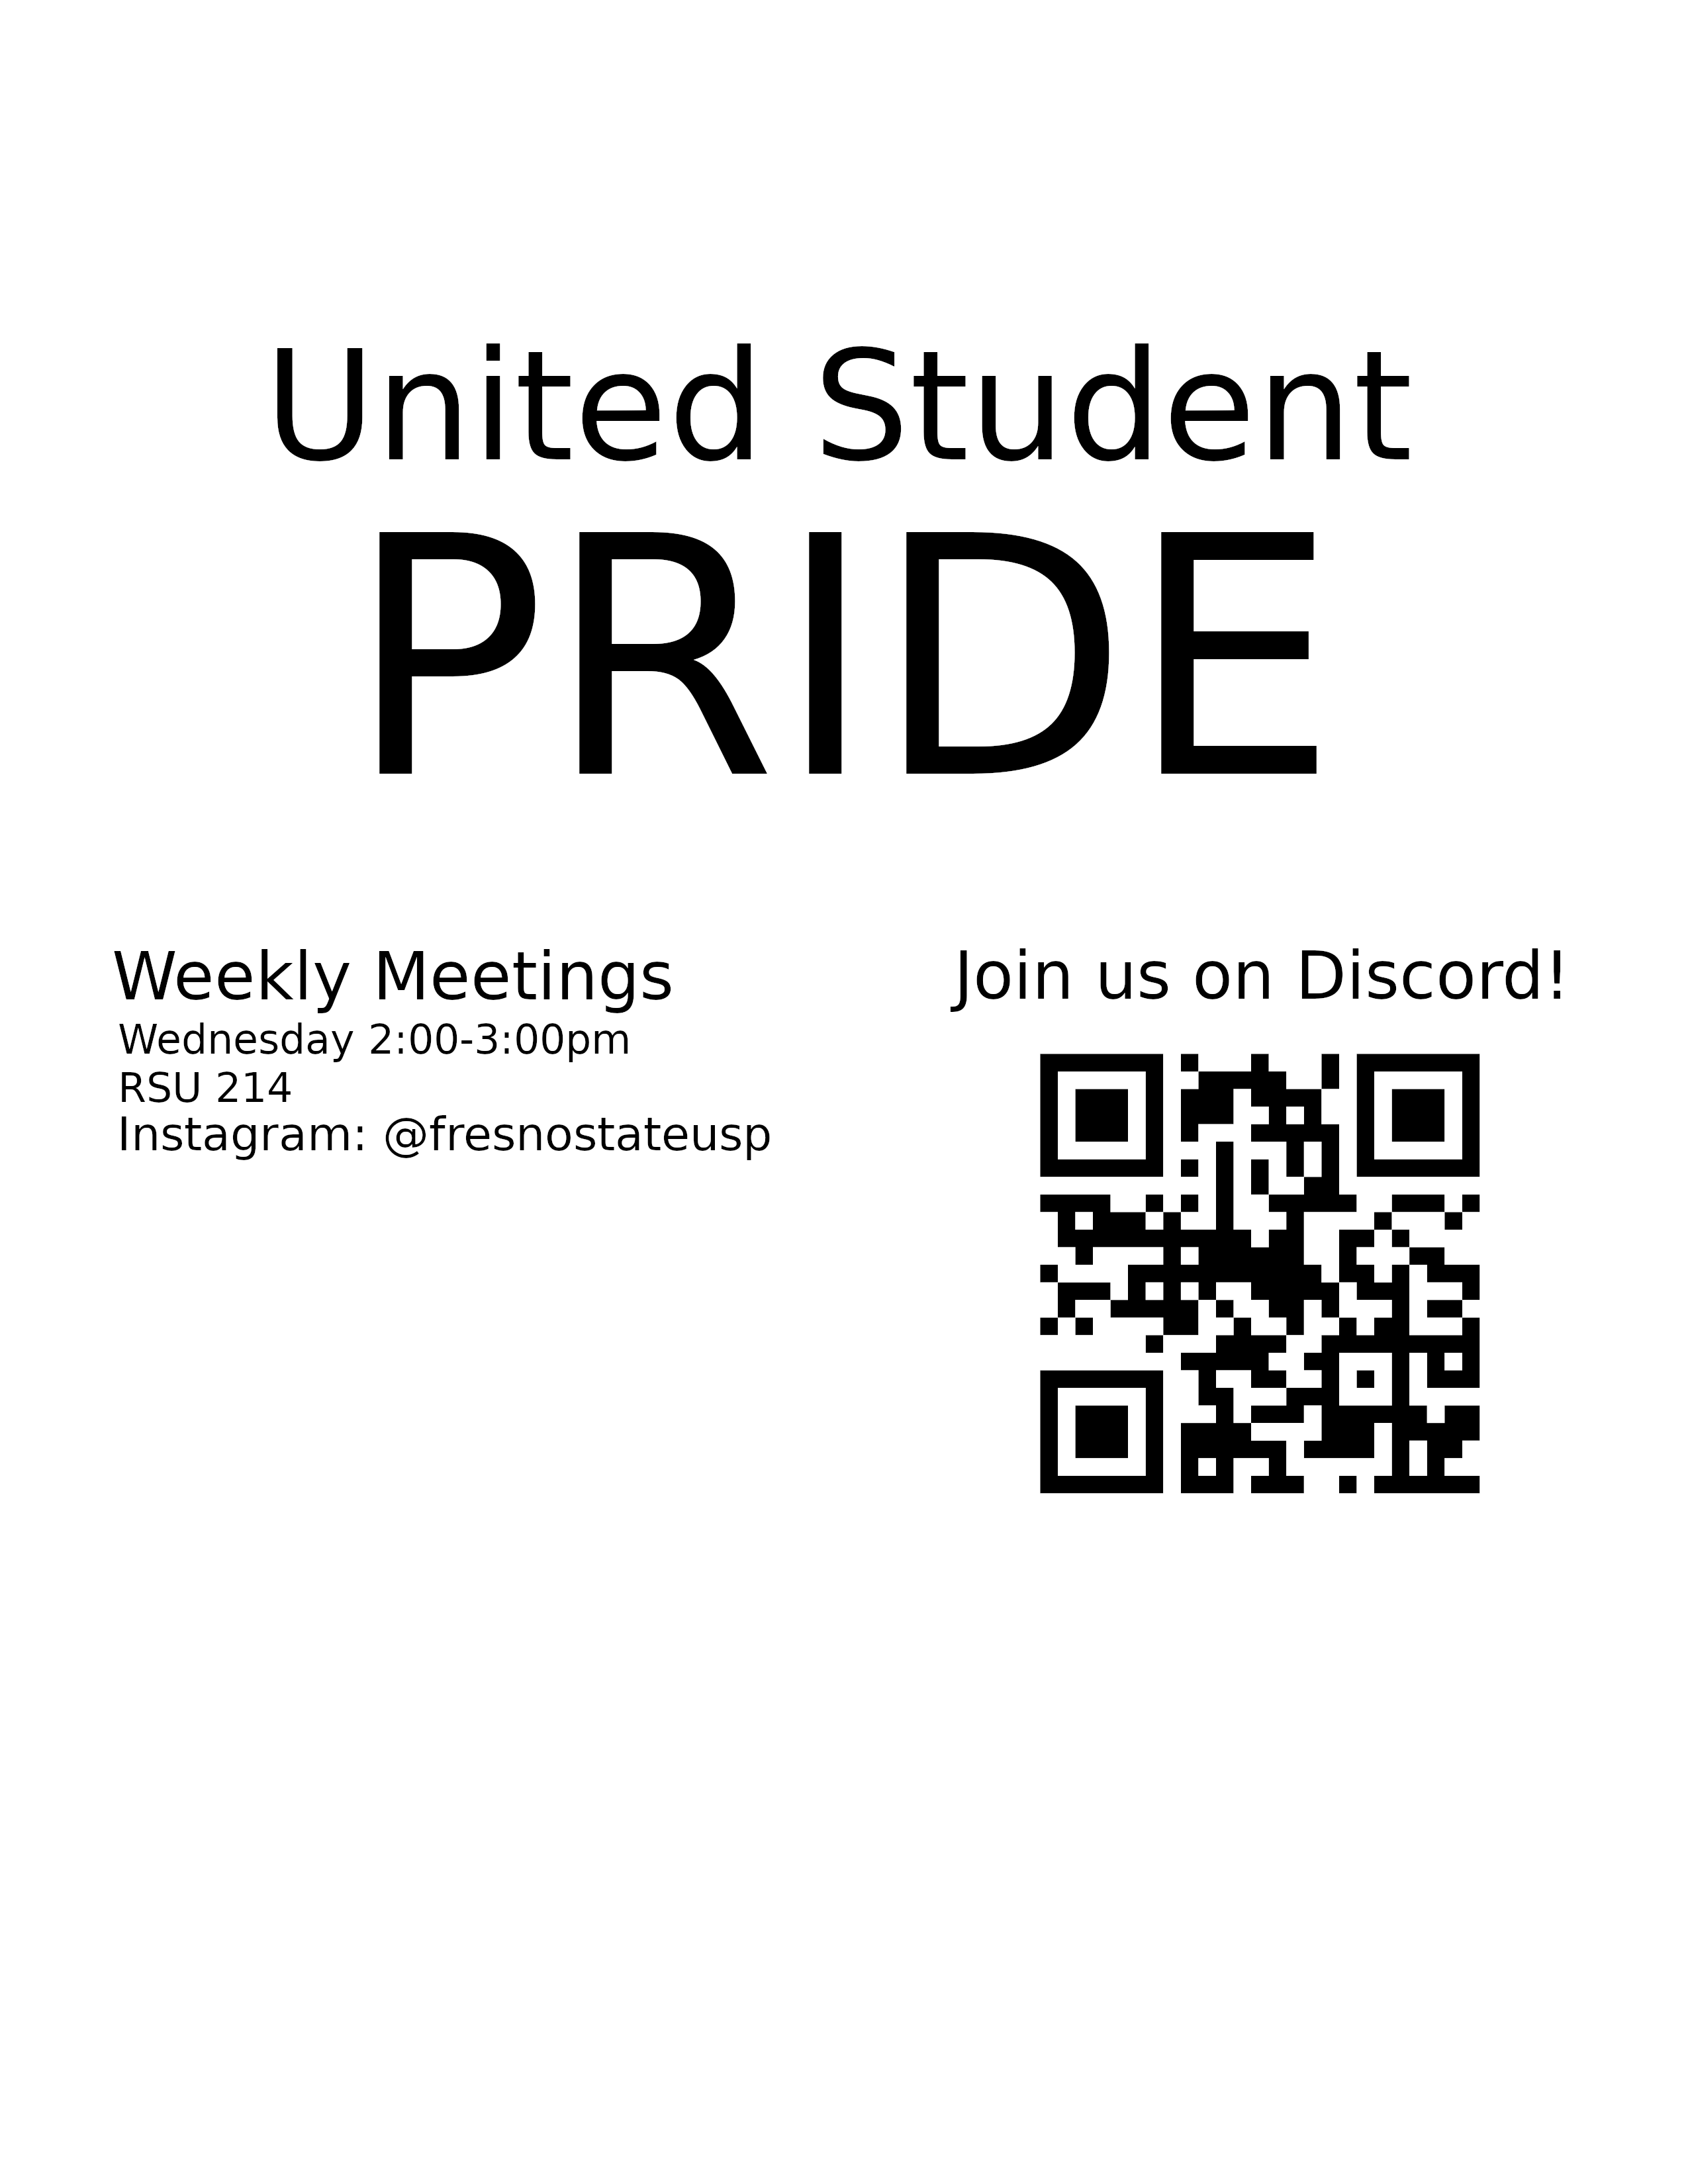 United Student
PRIDE
Weekly Meetings
Wednesday 2:00-3:00pm
RSU 214
Instagram: @fresnostateusp
Join us on Discord!